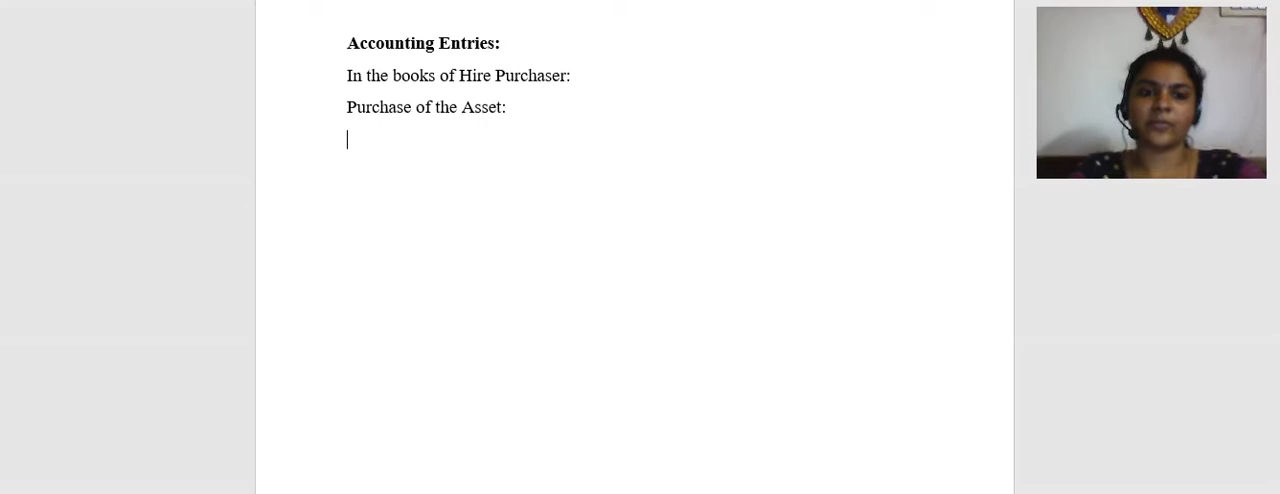 Accounting Entries:
In the books of Hire Purchaser:
Purchase of the Asset: